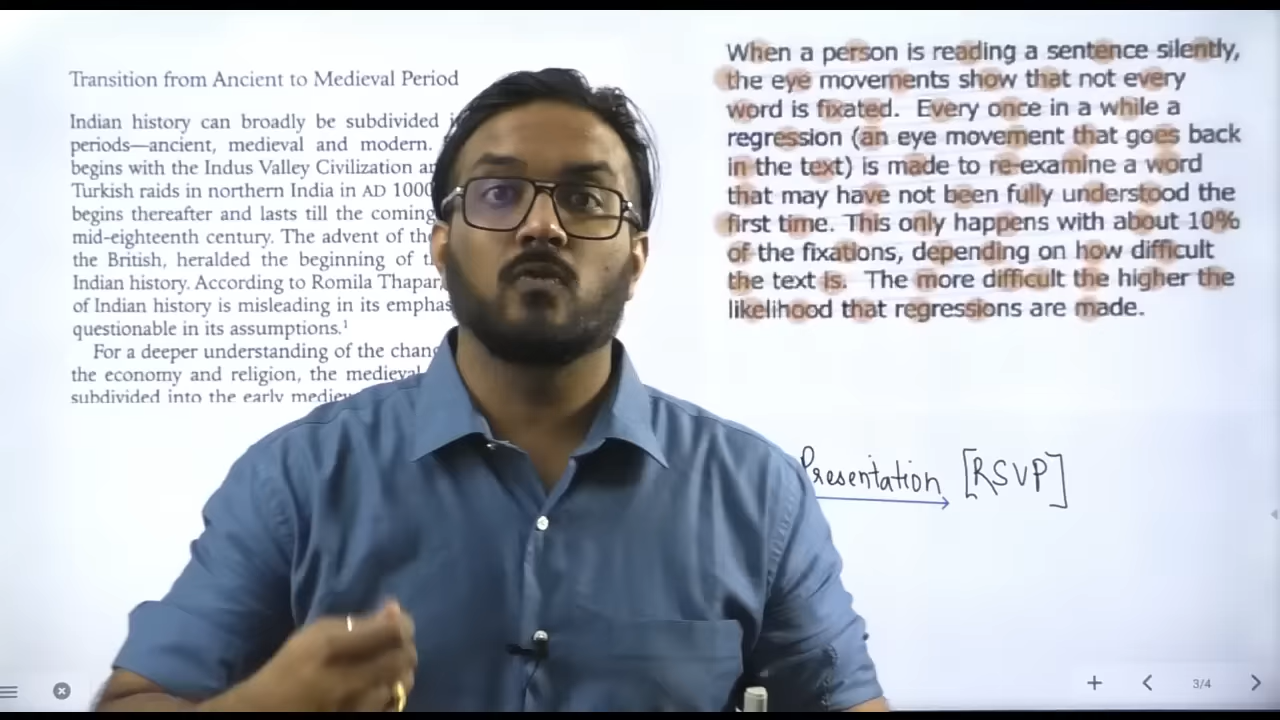 Transition from Ancient to Medieval Period
Indian history can broadly be subdivided
periods—ancient, medieval and modern.
begins with the Indus Valley Civilization
Turkish raids in northern India in AD 1000
begins thereafter and lasts till the coming
mid-eighteenth century. The advent of
the British, heralded the beginning of
Indian history. According to Romila Thapar,
of Indian history is misleading in its
questionable in its assumptions.¹
For a deeper understanding of the
the economy and religion, the medieval
subdivided into the early
When a person is reading a sentence silently,
the eye movements show that not every
word is fixated. Every once in a while a
regression (an eye movement that goes back
in the text) is made to re-examine a word
that may have not been fully understood the
first time. This only happens with about 10%
of the fixations, depending on how difficult
the text is. The more difficult the higher the
likelihood that regressions are made.
Presentation [RSVP]
3/4